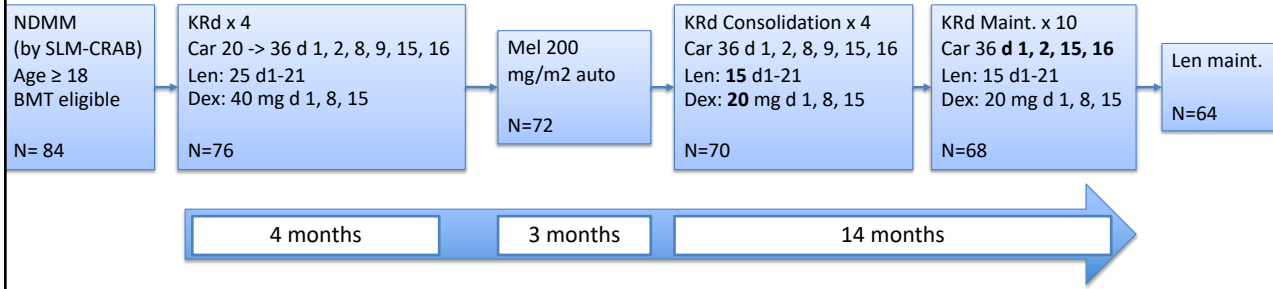 NDMM
(by SLM-CRAB)
Age ≥ 18
BMT eligible
N= 84
KRd x 4
Car 20 -> 36 d 1, 2, 8, 9, 15, 16
Len: 25 d1-21
Dex: 40 mg d 1, 8, 15
N=76
Mel 200
mg/m2 auto
N=72
KRd Consolidation x 4
Car 36 d 1, 2, 8, 9, 15, 16
Len: 15 d1-21
Dex: 20 mg d 1, 8, 15
N=70
KRd Maint. x 10
Car 36 d 1, 2, 15, 16
Len: 15 d1-21
Dex: 20 mg d 1, 8, 15
N=68
Len maint.
N=64
4 months
3 months
14 months